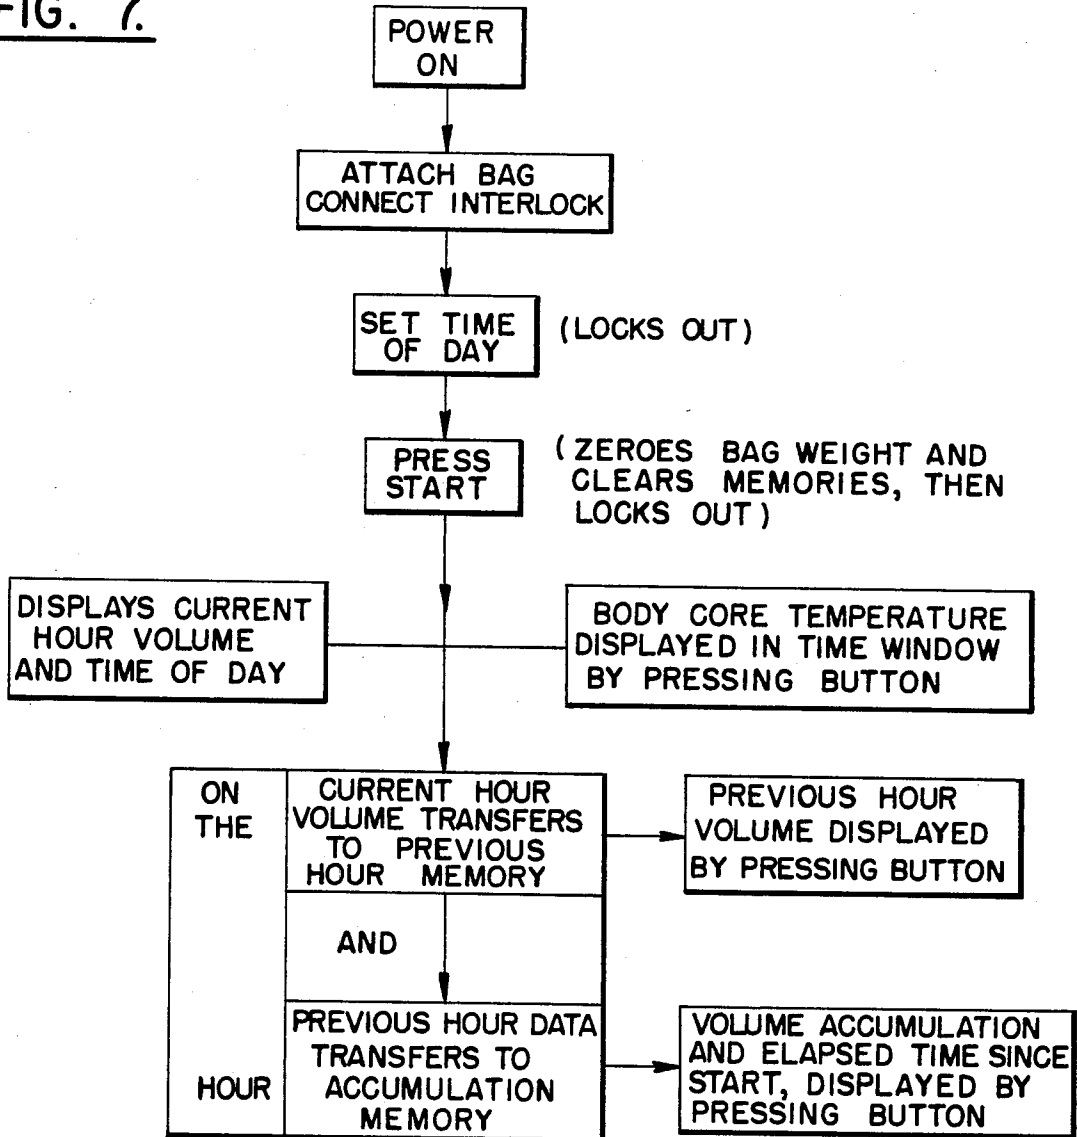 FIG. 7.
POWER
ON
ATTACH BAG
CONNECT INTERLOCK
SET TIME
OF DAY
(LOCKS OUT)
PRESS
START
(ZEROES BAG WEIGHT AND
CLEARS MEMORIES, THEN
LOCKS OUT)
DISPLAYS CURRENT
HOUR VOLUME
AND TIME OF DAY
BODY CORE TEMPERATURE
DISPLAYED IN TIME WINDOW
BY PRESSING BUTTON
ON
THE
HOUR
CURRENT HOUR
VOLUME TRANSFERS
TO PREVIOUS
HOUR MEMORY
PREVIOUS HOUR
VOLUME DISPLAYED
BY PRESSING BUTTON
AND
PREVIOUS HOUR DATA
TRANSFERS TO
ACCUMULATION
MEMORY
VOLUME ACCUMULATION
AND ELAPSED TIME SINCE
START, DISPLAYED BY
PRESSING BUTTON